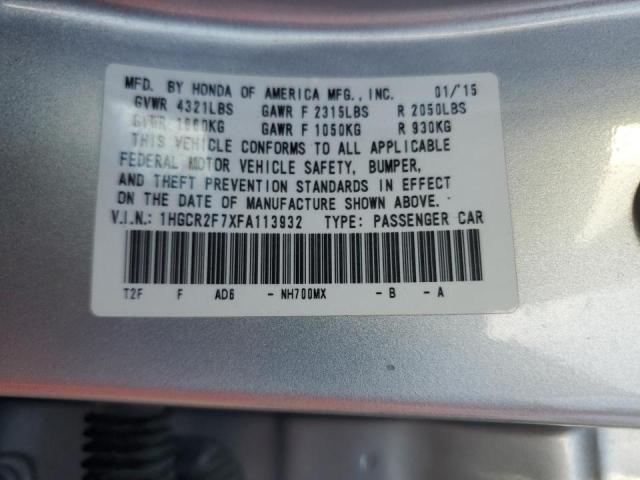 MFD. BY HONDA OF AMERICA MFG., INC. 01/'15
GVWR 4321LBS GAWR F 2315LBS R 2050LBS
GVWR 1960KG GAWR F 1050KG R 930KG
THIS VEHICLE CONFORMS TO ALL APPLICABLE
FEDERAL MOTOR VEHICLE SAFETY, BUMPER,
AND THEFT PREVENTION STANDARDS IN EFFECT
ON THE DATE OF MANUFACTURE SHOWN ABOVE.
V.I.N.: 1HGCR2F7XFA113932 TYPE: PASSENGER CAR
T2F F AD6 - NH700MX - B - A